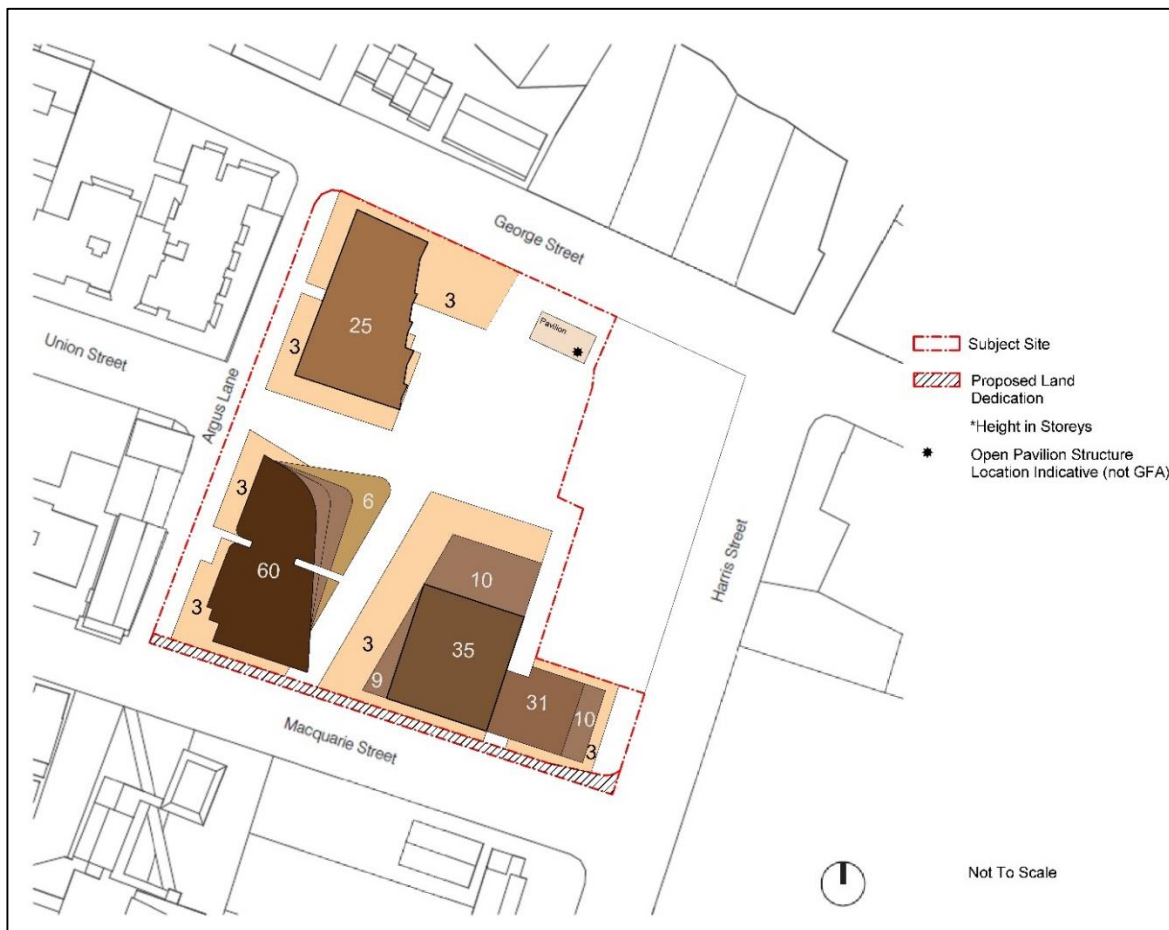 George Street
25
3
3
Pavilion
Union Street
Argus Lane
3
6
60
3
10
3
35
9
31
10
3
Macquarie Street
Harris Street
Subject Site
Proposed Land
Dedication
*Height in Storeys
Open Pavilion Structure
Location Indicative (not GFA)
Not To Scale